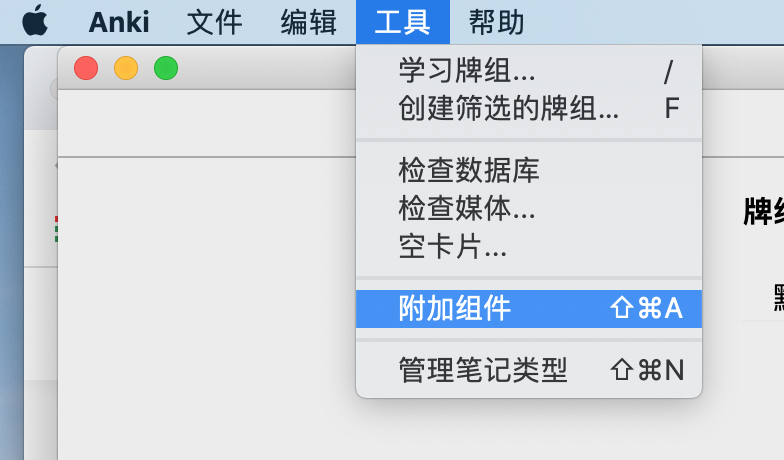 Anki 文件 编辑 工具 帮助
学习牌组... /
创建筛选的牌组... F
检查数据库
检查媒体...
空卡片...
附加组件 ⇧⌘A
管理笔记类型 ⇧⌘N
牌组